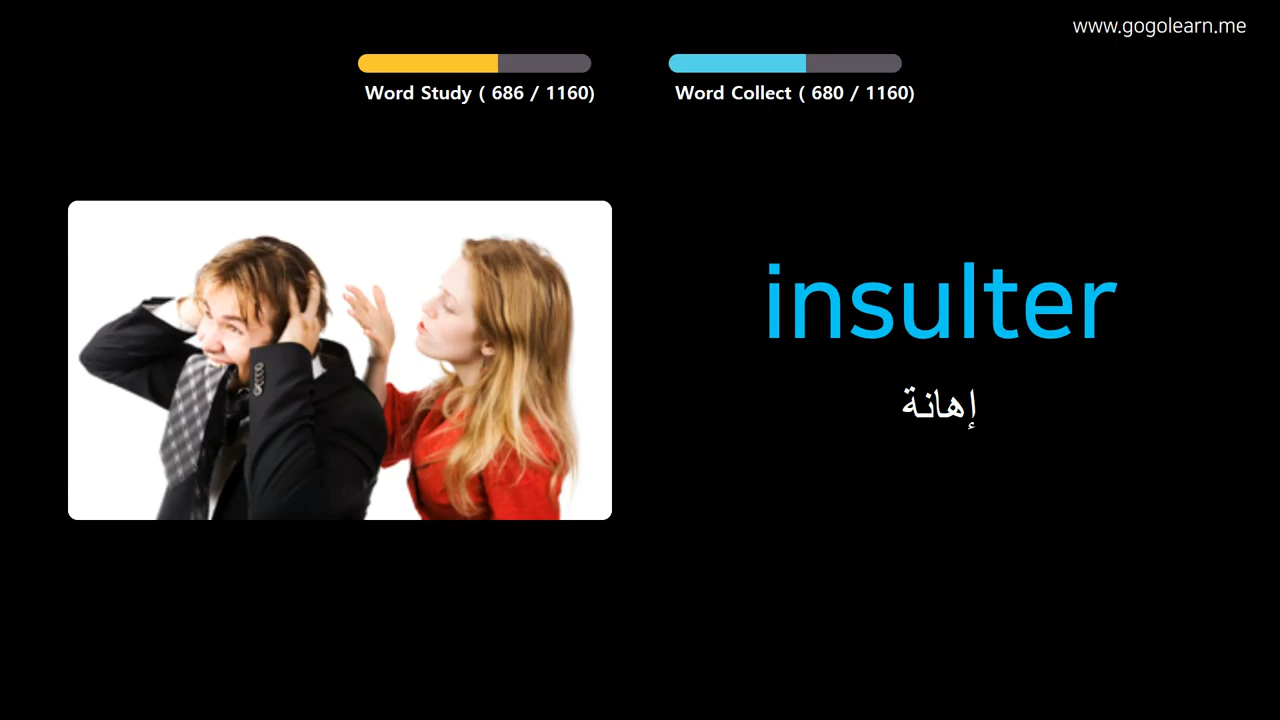 www.gogolearn.me
Word Study ( 686 / 1160)
Word Collect ( 680 / 1160)
insulter
إهانة